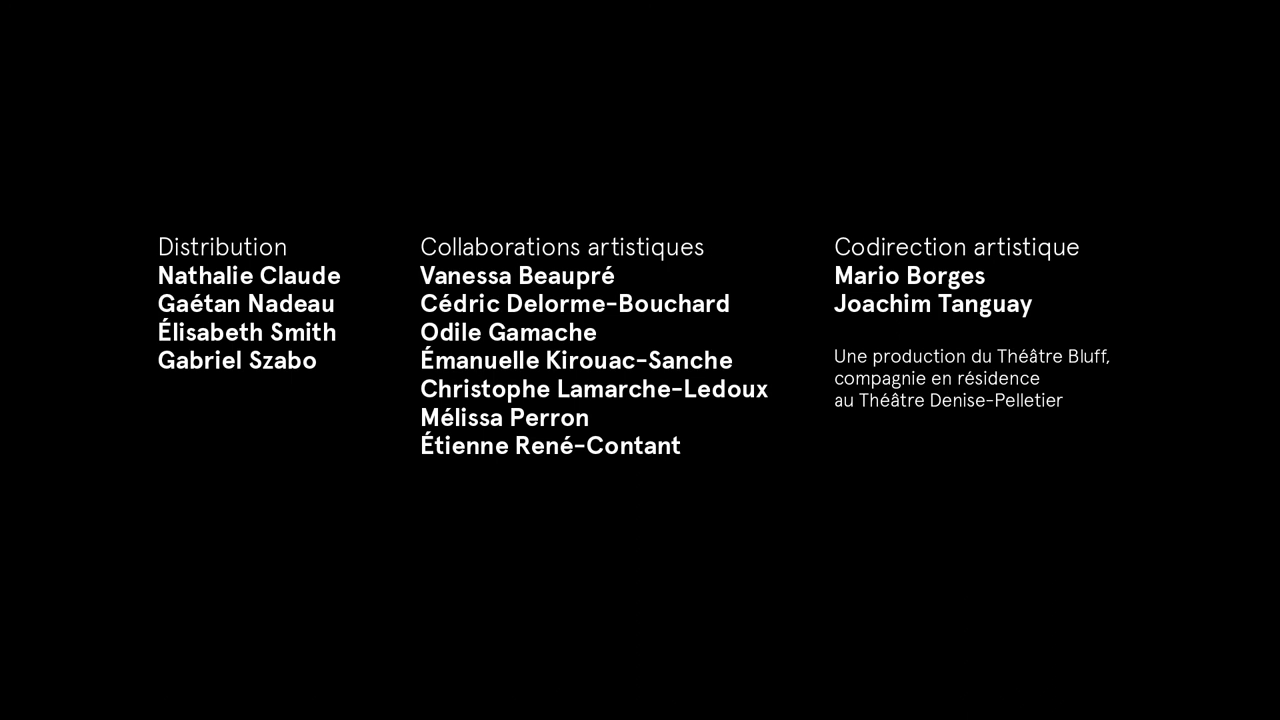 Distribution
Nathalie Claude
Gaétan Nadeau
Élisabeth Smith
Gabriel Szabo
Collaborations artistiques
Vanessa Beaupré
Cédric Delorme-Bouchard
Odile Gamache
Émanuelle Kirouac-Sanche
Christophe Lamarche-Ledoux
Mélissa Perron
Étienne René-Contant
Codirection artistique
Mario Borges
Joachim Tanguay
Une production du Théâtre Bluff,
compagnie en résidence
au Théâtre Denise-Pelletier